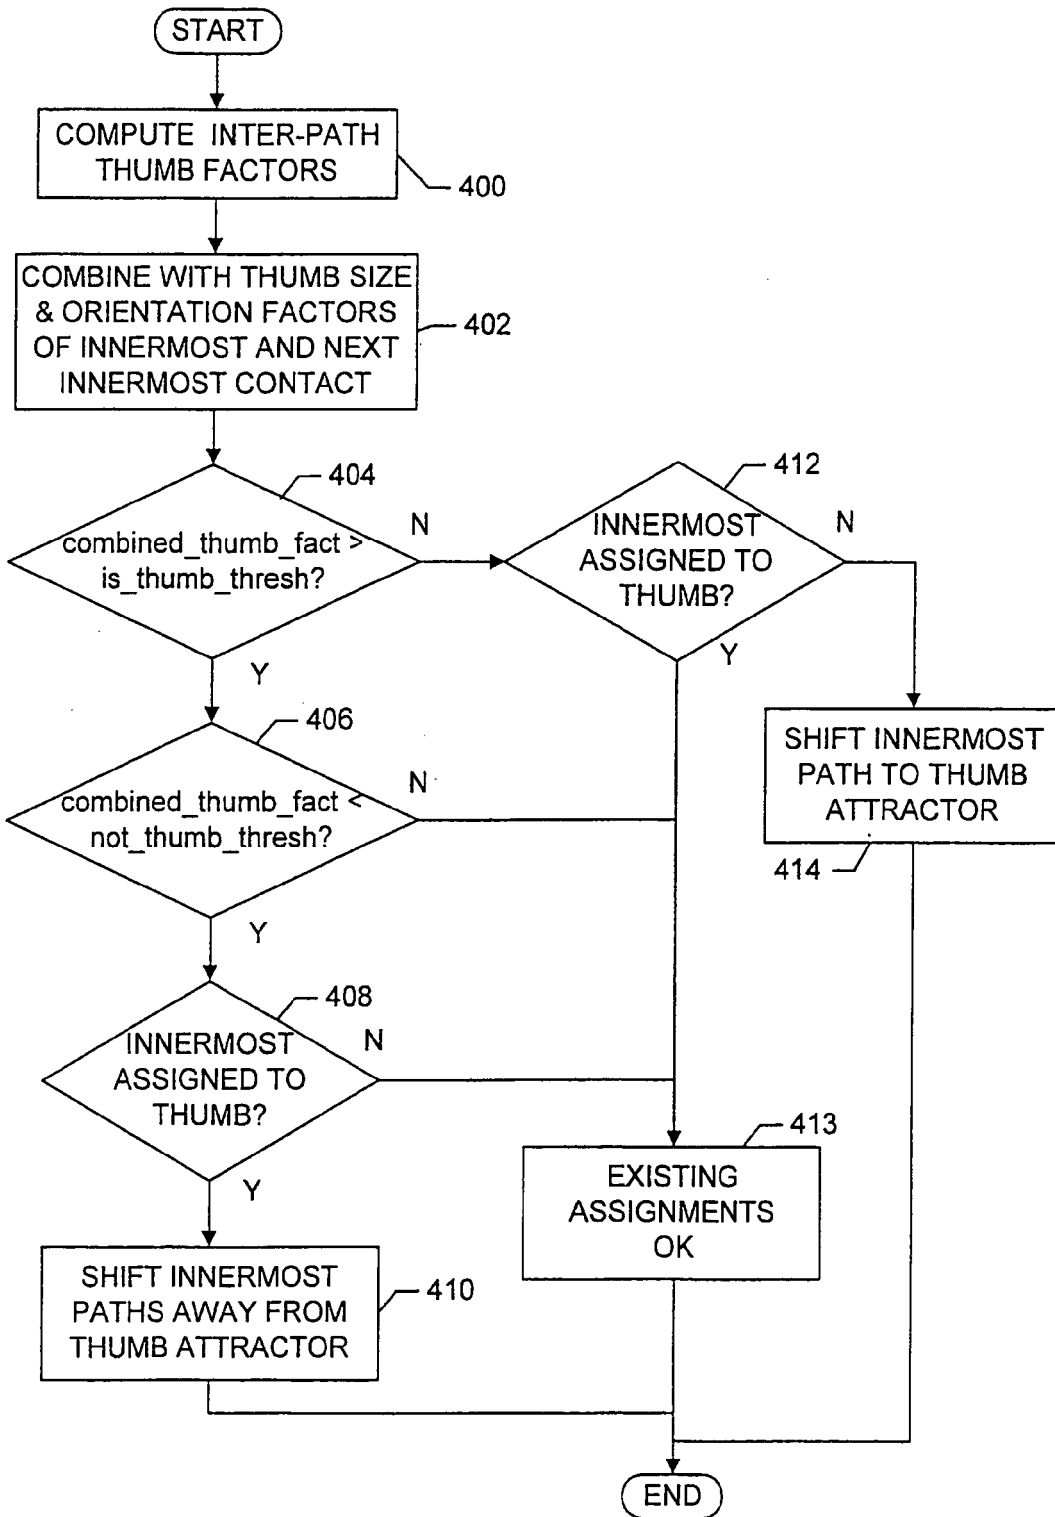 START
COMPUTE INTER-PATH
THUMB FACTORS
400
COMBINE WITH THUMB SIZE
& ORIENTATION FACTORS
OF INNERMOST AND NEXT
INNERMOST CONTACT
402
404
combined_thumb_fact >
is_thumb_thresh?
N
Y
412
INNERMOST
ASSIGNED TO
THUMB?
N
Y
406
combined_thumb_fact <
not_thumb_thresh?
N
Y
SHIFT INNERMOST
PATH TO THUMB
ATTRACTOR
414
408
INNERMOST
ASSIGNED TO
THUMB?
N
Y
413
EXISTING
ASSIGNMENTS
OK
SHIFT INNERMOST
PATHS AWAY FROM
THUMB ATTRACTOR
410
END